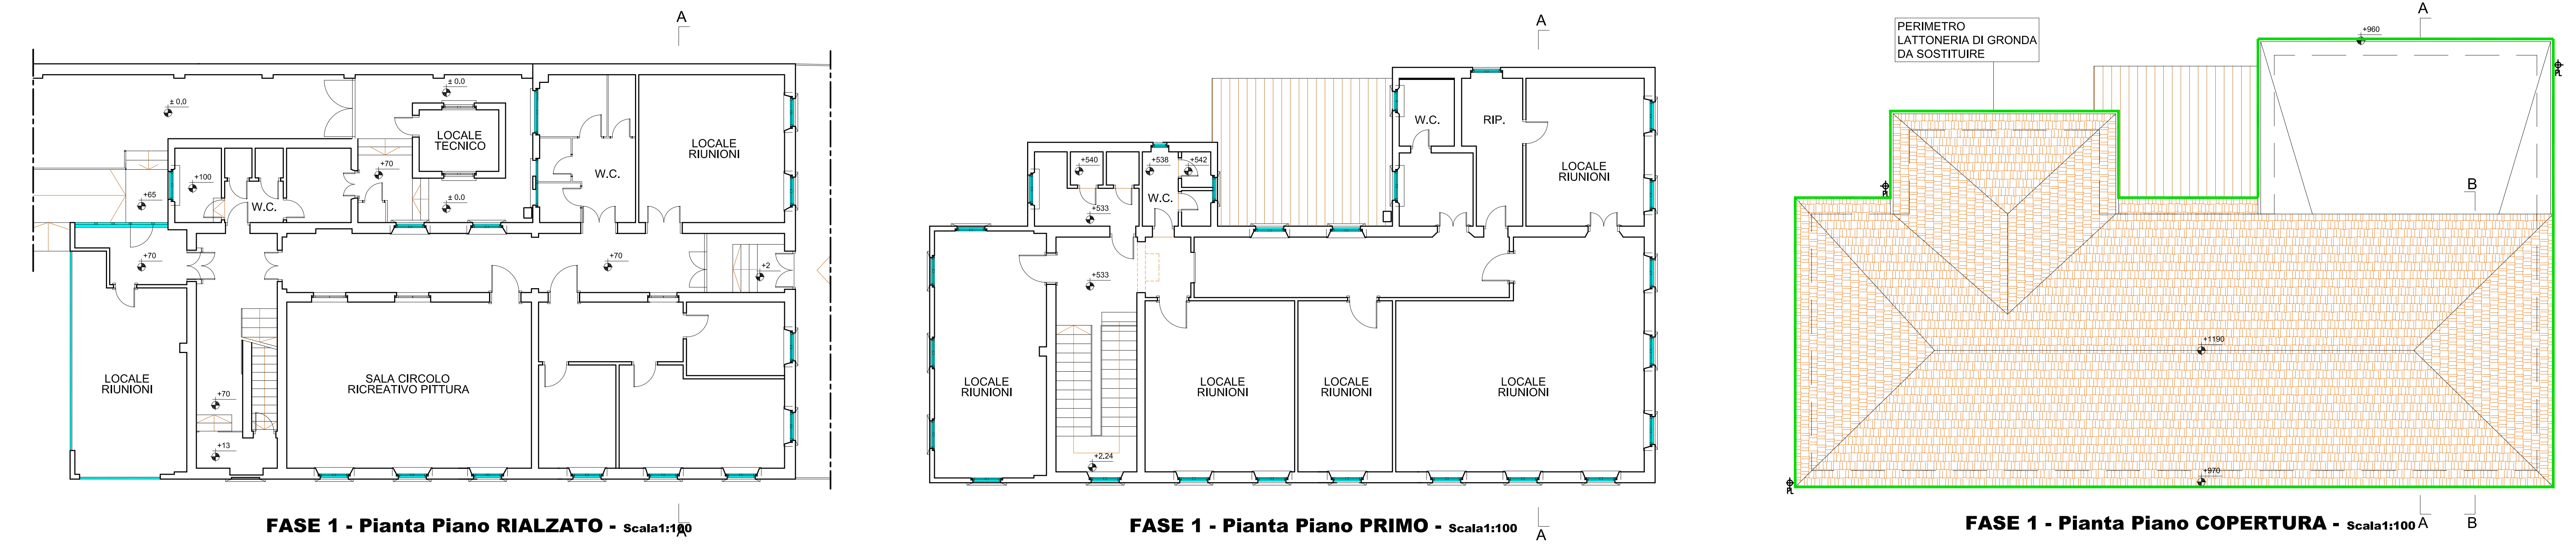 A
± 0.0
± 0.0
LOCALE
TECNICO
LOCALE
RIUNIONI
+70
W.C.
+100
+65
± 0.0
W.C.
+70
+70
+2
LOCALE
RIUNIONI
SALA CIRCOLO
RICREATIVO PITTURA
+70
+13
FASE 1 - Pianta Piano RIALZATO - Scala1:100
A
A
W.C.
RIP.
LOCALE
RIUNIONI
+540
+538
+542
W.C.
+533
+533
LOCALE
RIUNIONI
LOCALE
RIUNIONI
LOCALE
RIUNIONI
LOCALE
RIUNIONI
+2.24
FASE 1 - Pianta Piano PRIMO - Scala1:100
A
A
PERIMETRO
LATTONERIA DI GRONDA
DA SOSTITUIRE
+960
PL
PL
B
+1190
+970
PL
FASE 1 - Pianta Piano COPERTURA - Scala1:100
A
B